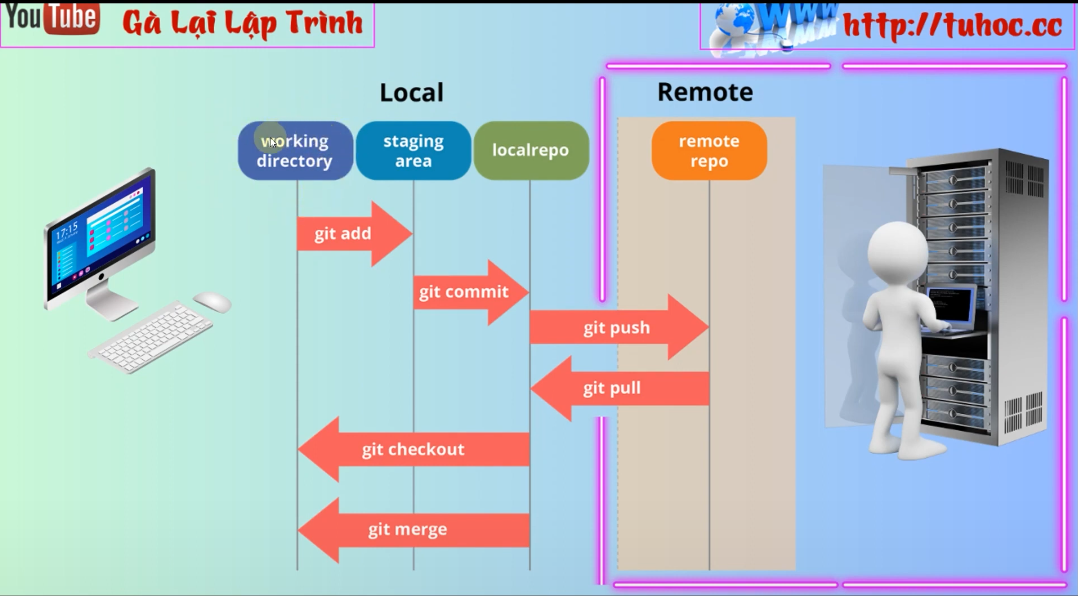 YouTube Gà Lại Lập Trình
WWW http://tuhoc.cc
Local
Remote
working
directory
staging
area
localrepo
remote
repo
17:15
git add
git commit
git push
git pull
git checkout
git merge